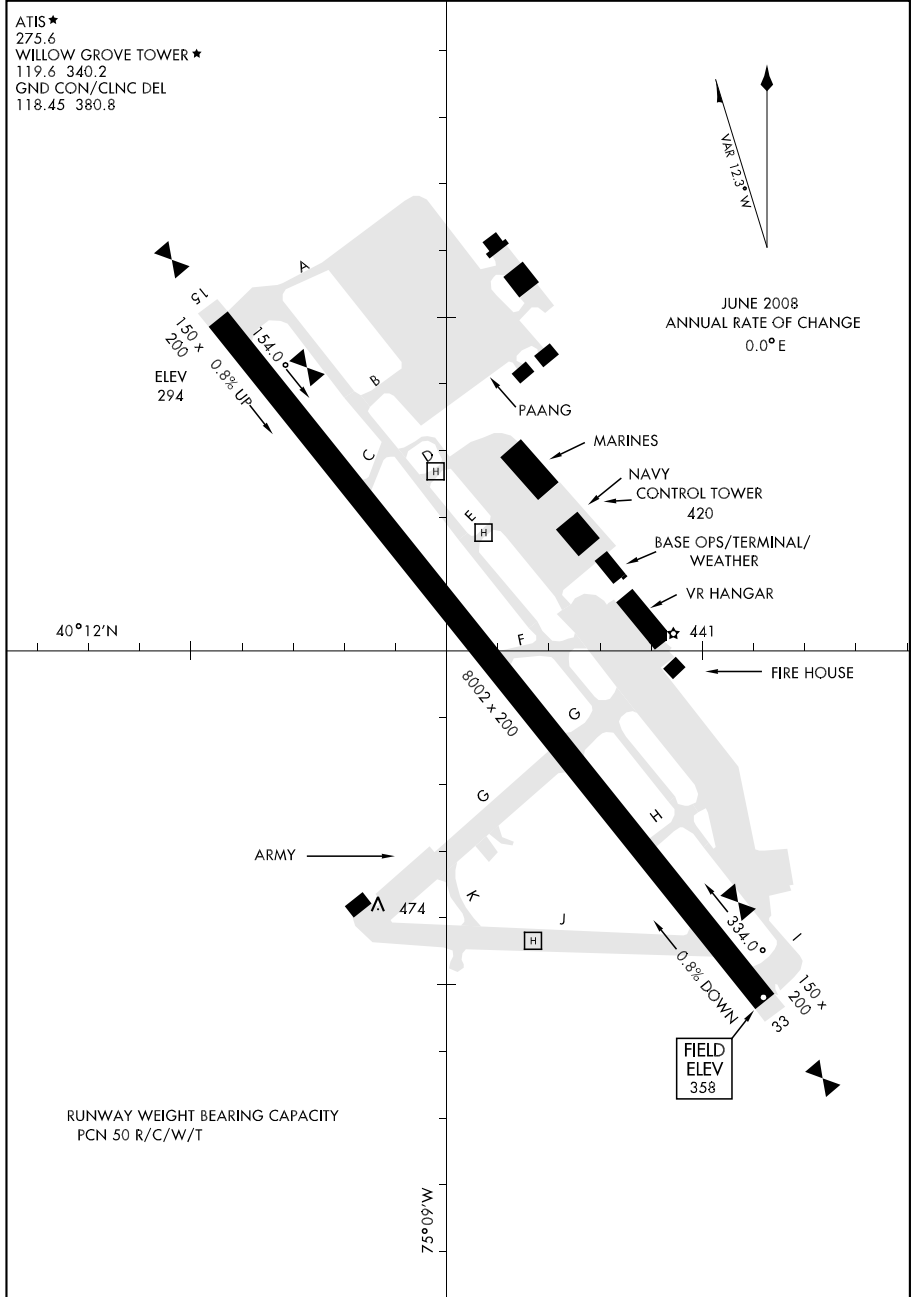 ATIS★
275.6
WILLOW GROVE TOWER★
119.6 340.2
GND CON/CLNC DEL
118.45 380.8
VAR 12.3° W
JUNE 2008
ANNUAL RATE OF CHANGE
0.0° E
A
15
150 x
200
154.0°
0.8% UP
ELEV
294
B
PAANG
C
D
H
MARINES
NAVY
CONTROL TOWER
420
E
H
BASE OPS/TERMINAL/
WEATHER
VR HANGAR
40°12'N
F
441
FIRE HOUSE
8002 x 200
G
G
H
ARMY
474
K
J
H
334.0°
I
0.8% DOWN
150 x
200
33
FIELD
ELEV
358
RUNWAY WEIGHT BEARING CAPACITY
PCN 50 R/C/W/T
75°09'W